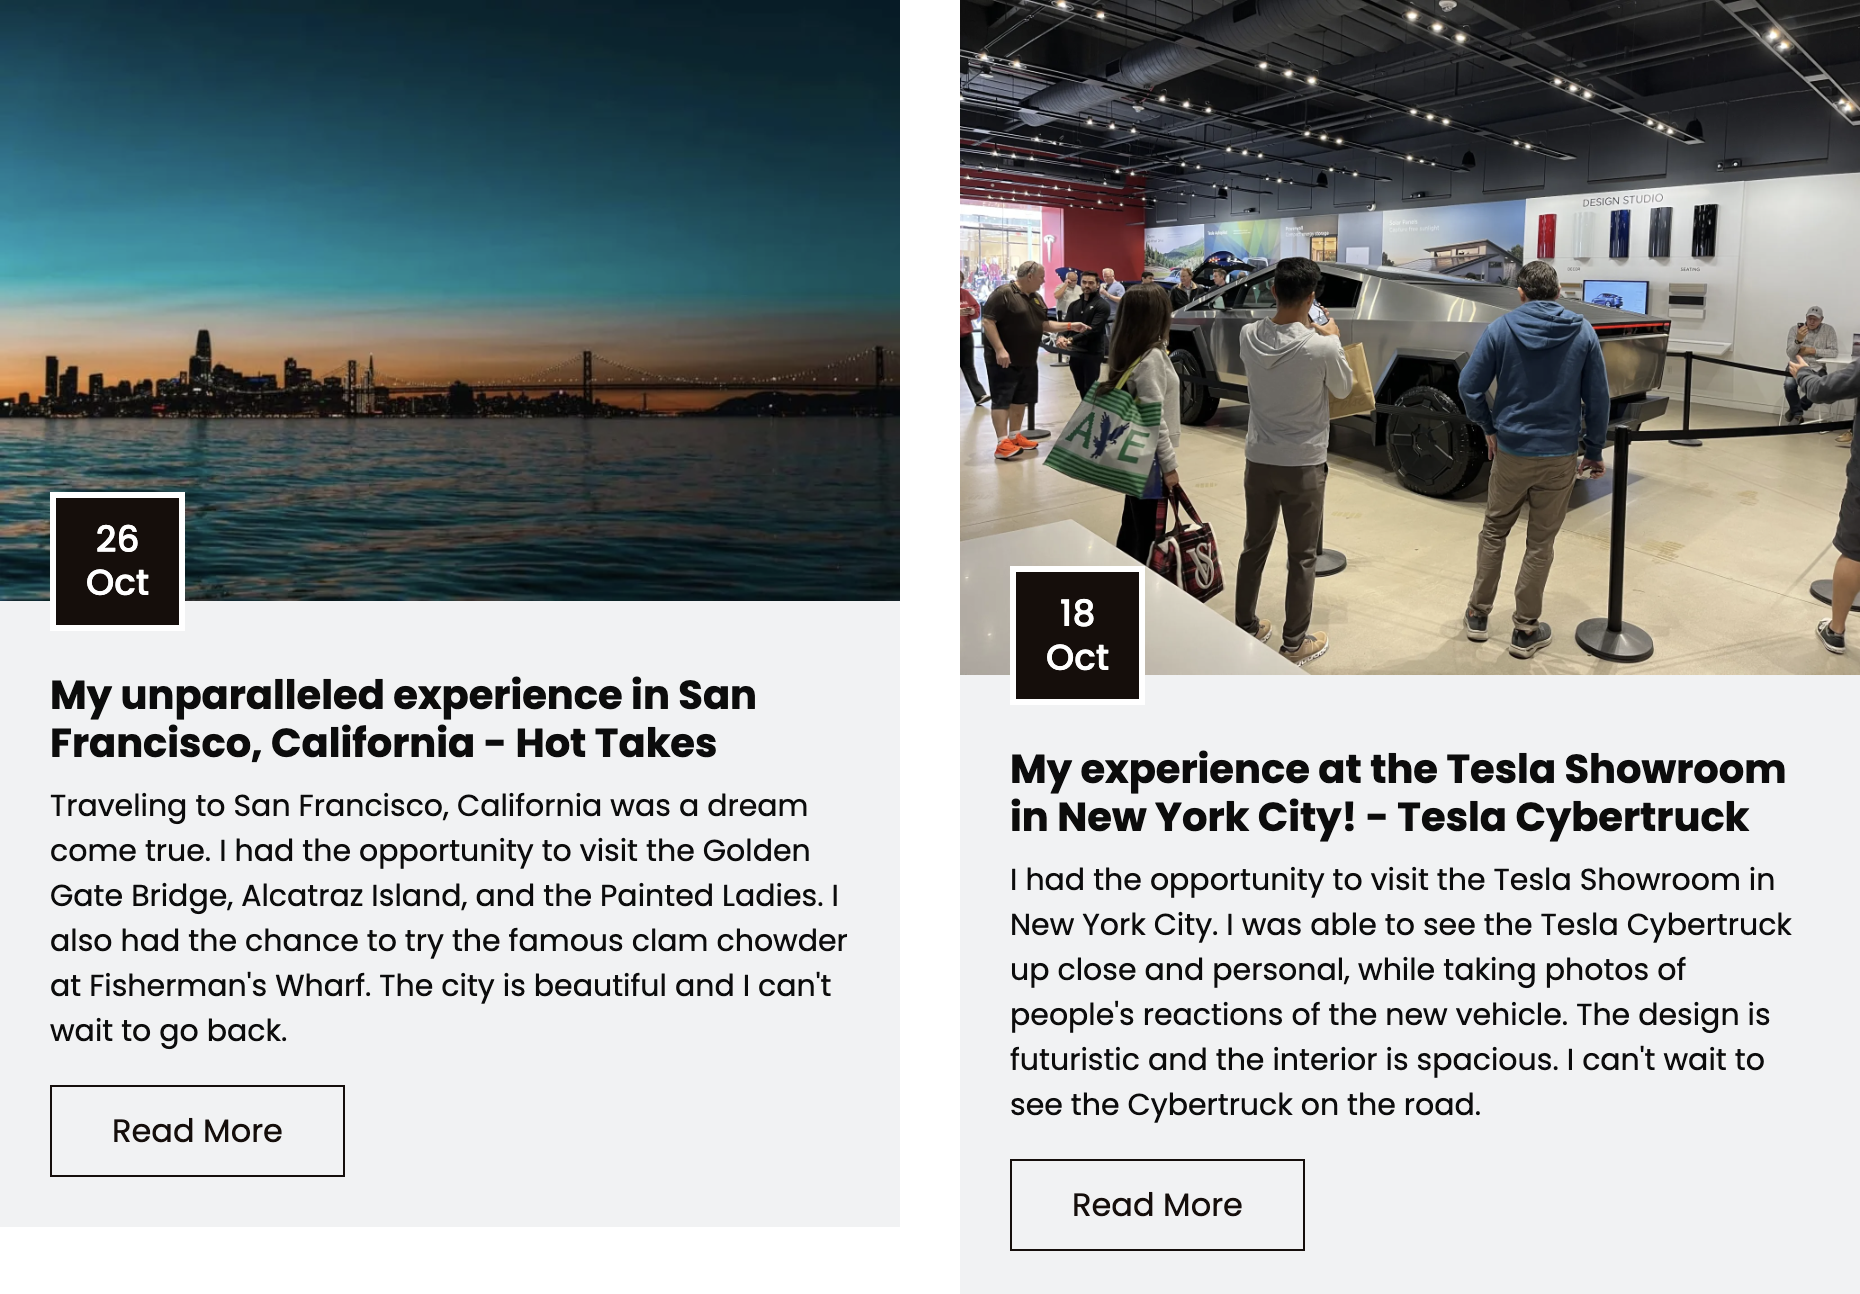 26
Oct
My unparalleled experience in San
Francisco, California - Hot Takes
Traveling to San Francisco, California was a dream
come true. I had the opportunity to visit the Golden
Gate Bridge, Alcatraz Island, and the Painted Ladies. I
also had the chance to try the famous clam chowder
at Fisherman's Wharf. The city is beautiful and I can't
wait to go back.
Read More
DESIGN STUDIO
18
Oct
My experience at the Tesla Showroom
in New York City! - Tesla Cybertruck
I had the opportunity to visit the Tesla Showroom in
New York City. I was able to see the Tesla Cybertruck
up close and personal, while taking photos of
people's reactions of the new vehicle. The design is
futuristic and the interior is spacious. I can't wait to
see the Cybertruck on the road.
Read More